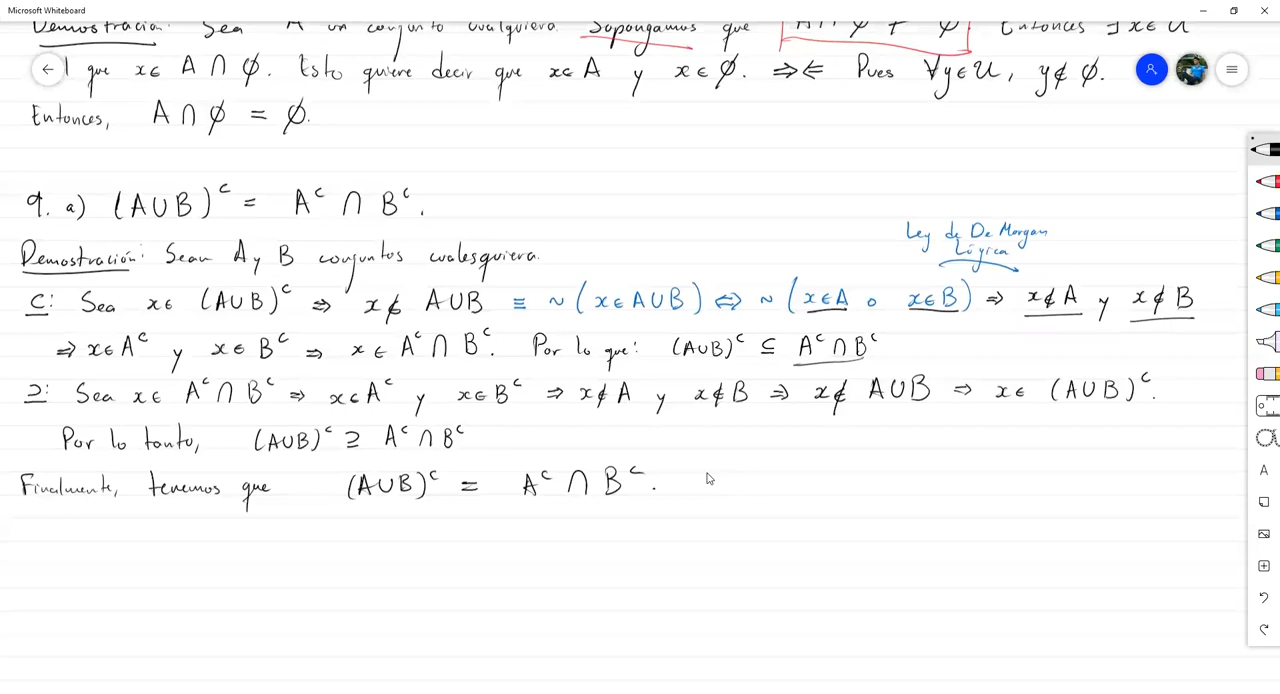 Microsoft Whiteboard
Demostración: Sea A un conjunto cualquiera. Supongamos que A ∩ ∅ ≠ ∅ Entonces ∃ x ∈ U
l que x ∈ A ∩ ∅. Esto quiere decir que x ∈ A y x ∈ ∅. ⇒⇐ Pues ∀y ∈ U, y ∉ ∅.
Entonces, A ∩ ∅ = ∅.
9. a) (A∪B)ᶜ = Aᶜ ∩ Bᶜ.
Ley de De Morgan
Lógica
Demostración: Sean A y B conjuntos cualesquiera.
⊆: Sea x ∈ (A∪B)ᶜ ⇒ x ∉ A∪B ≡ ~(x ∈ A∪B) ⇔ ~(x ∈ A o x ∈ B) ⇒ x ∉ A y x ∉ B
⇒ x ∈ Aᶜ y x ∈ Bᶜ ⇒ x ∈ Aᶜ ∩ Bᶜ. Por lo que: (A∪B)ᶜ ⊆ Aᶜ ∩ Bᶜ
⊇: Sea x ∈ Aᶜ ∩ Bᶜ ⇒ x ∈ Aᶜ y x ∈ Bᶜ ⇒ x ∉ A y x ∉ B ⇒ x ∉ A∪B ⇒ x ∈ (A∪B)ᶜ.
Por lo tanto, (A∪B)ᶜ ⊇ Aᶜ ∩ Bᶜ
Finalmente, tenemos que (A∪B)ᶜ = Aᶜ ∩ Bᶜ.